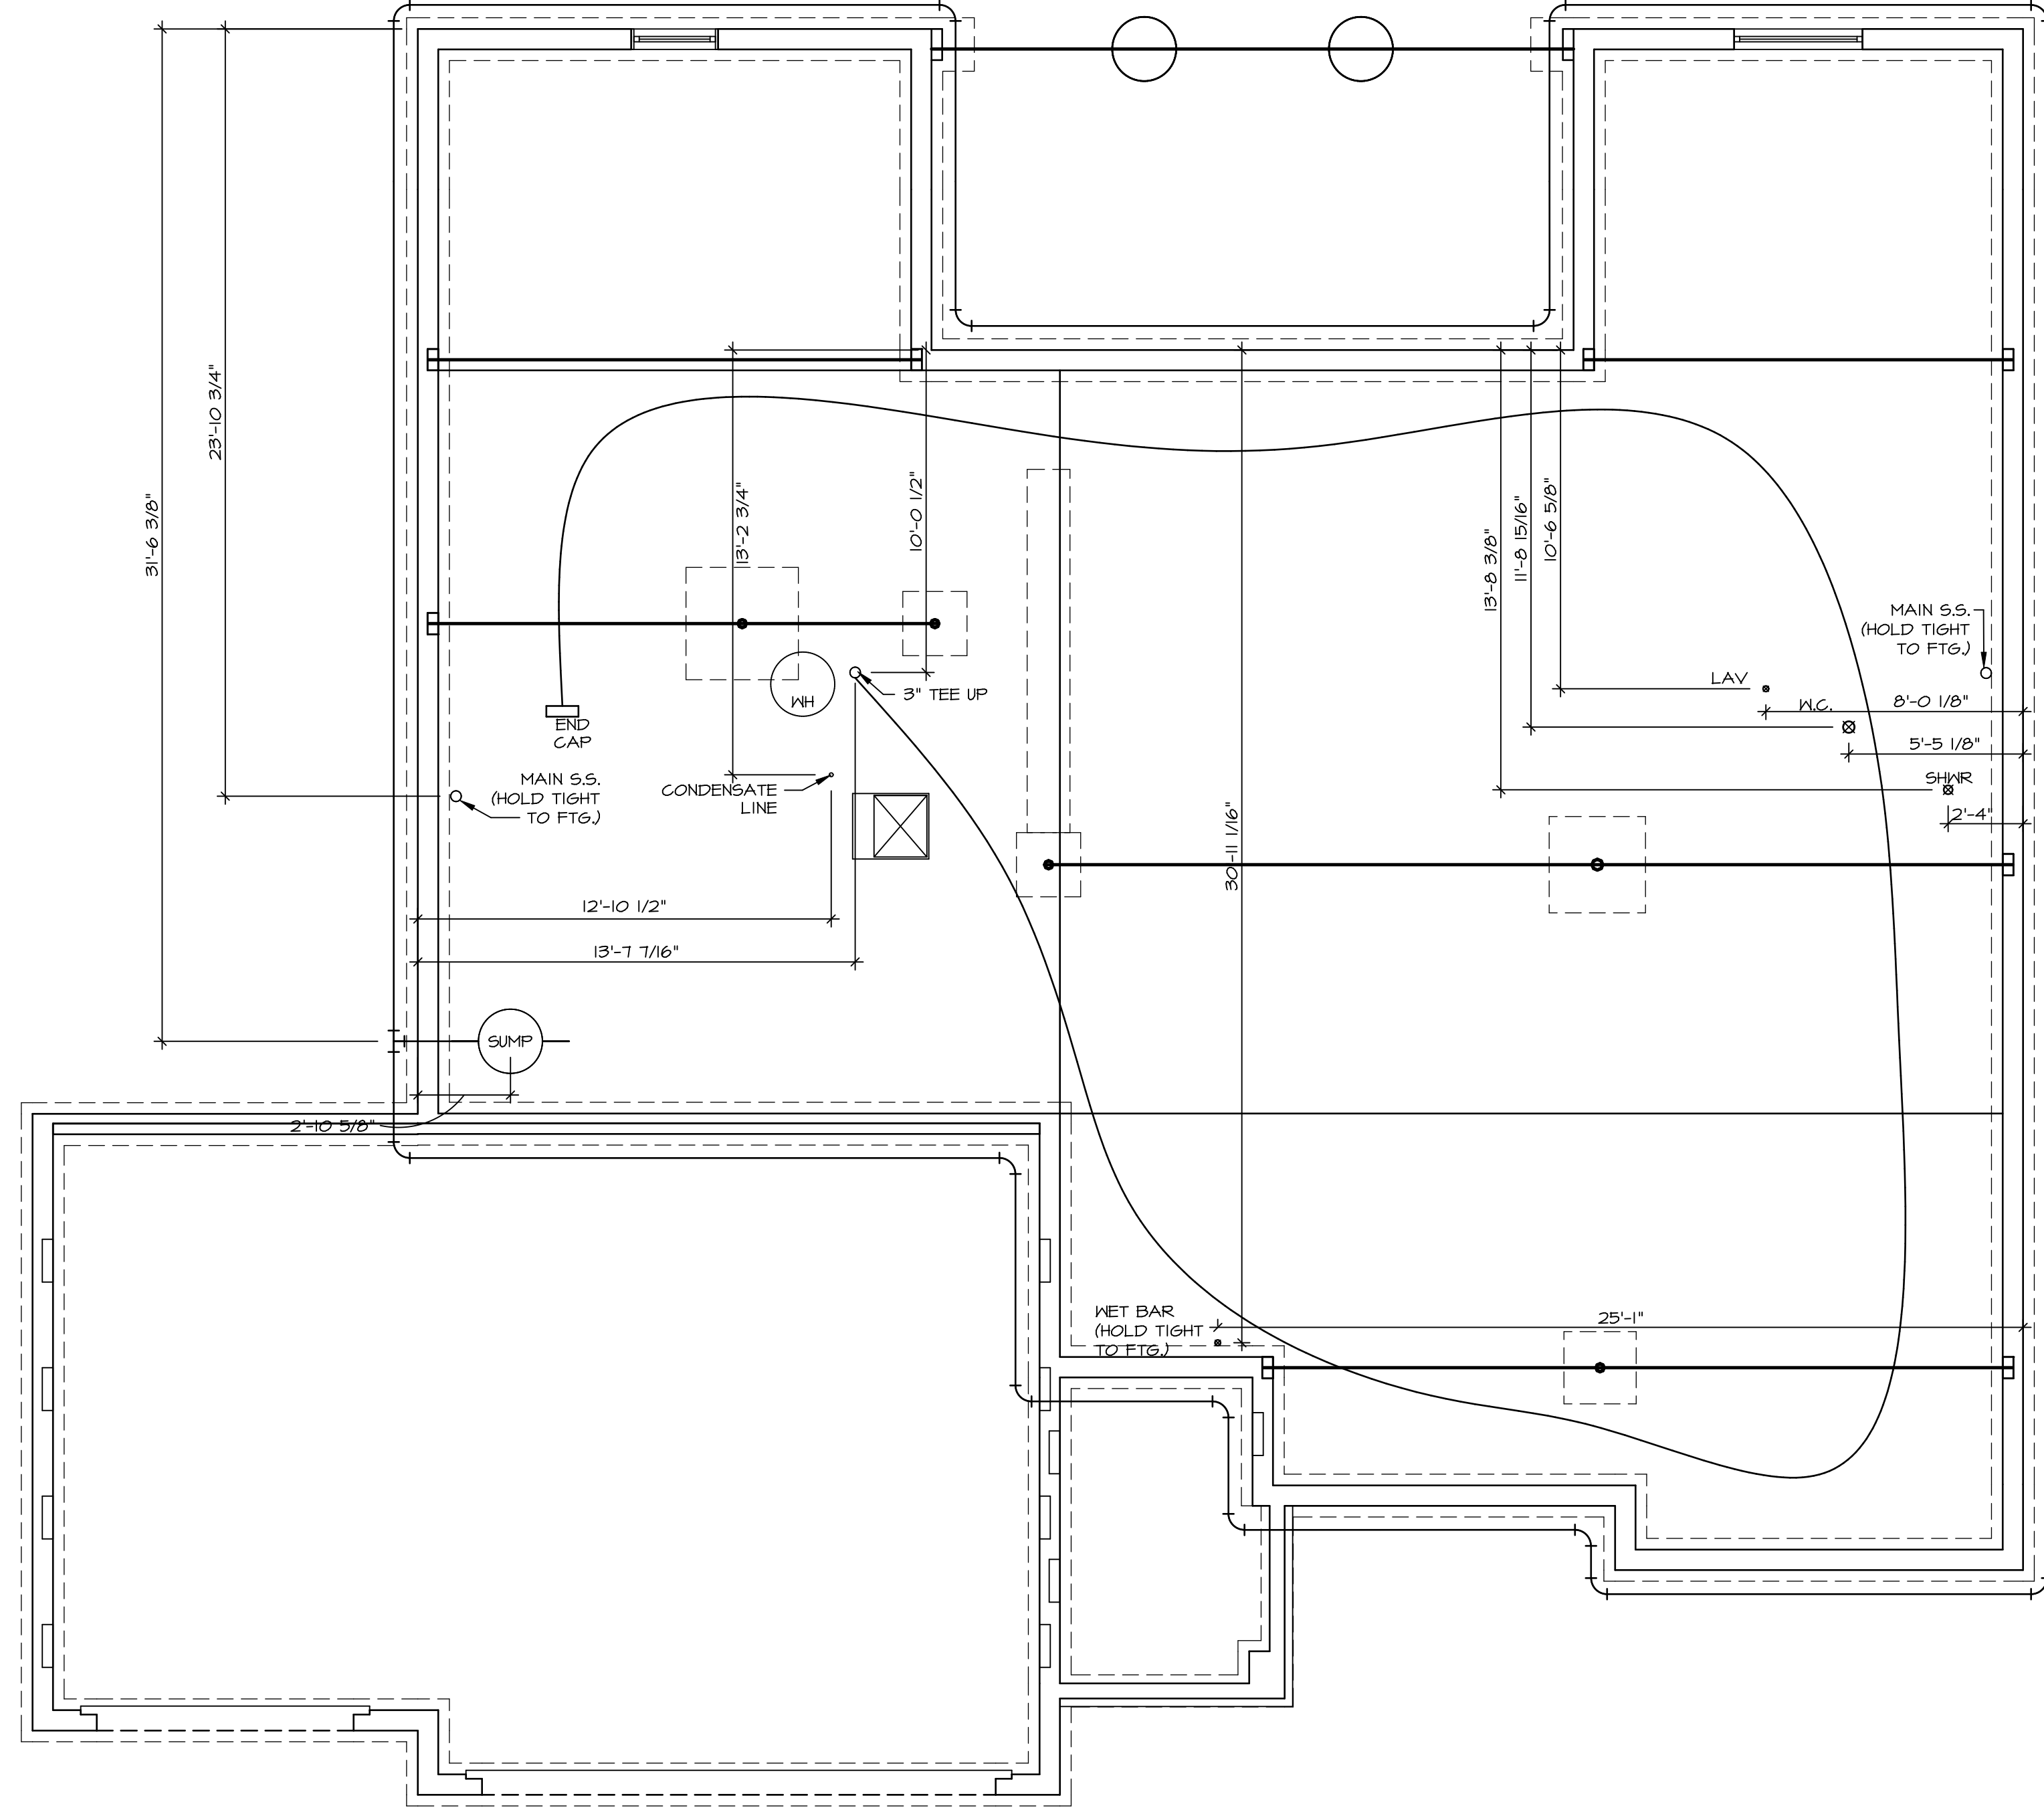 23'-10 3/4"
31'-6 3/8"
13'-2 3/4"
10'-0 1/2"
13'-8 3/8"
11'-8 15/16"
10'-6 5/8"
MAIN S.S.
(HOLD TIGHT
TO FTG.)
LAV
W.C.
8'-0 1/8"
5'-5 1/8"
SHWR
2'-4"
WH
3" TEE UP
END
CAP
MAIN S.S.
(HOLD TIGHT
TO FTG.)
CONDENSATE
LINE
30'-11 1/16"
12'-10 1/2"
13'-7 7/16"
SUMP
2'-10 5/8"
WET BAR
(HOLD TIGHT
TO FTG.)
25'-1"